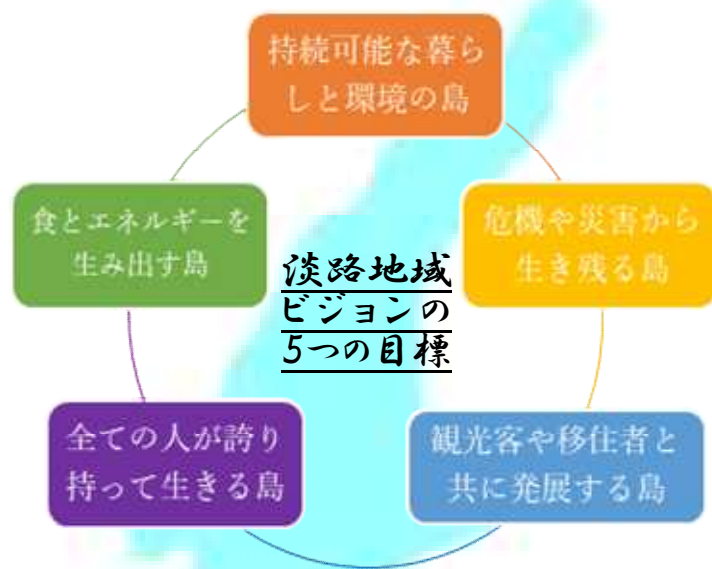 持続可能な暮ら
しと環境の島
食とエネルギーを
生み出す島
危機や災害から
生き残る島
淡路地域
ビジョンの
5つの目標
全ての人が誇り
持って生きる島
観光客や移住者と
共に発展する島